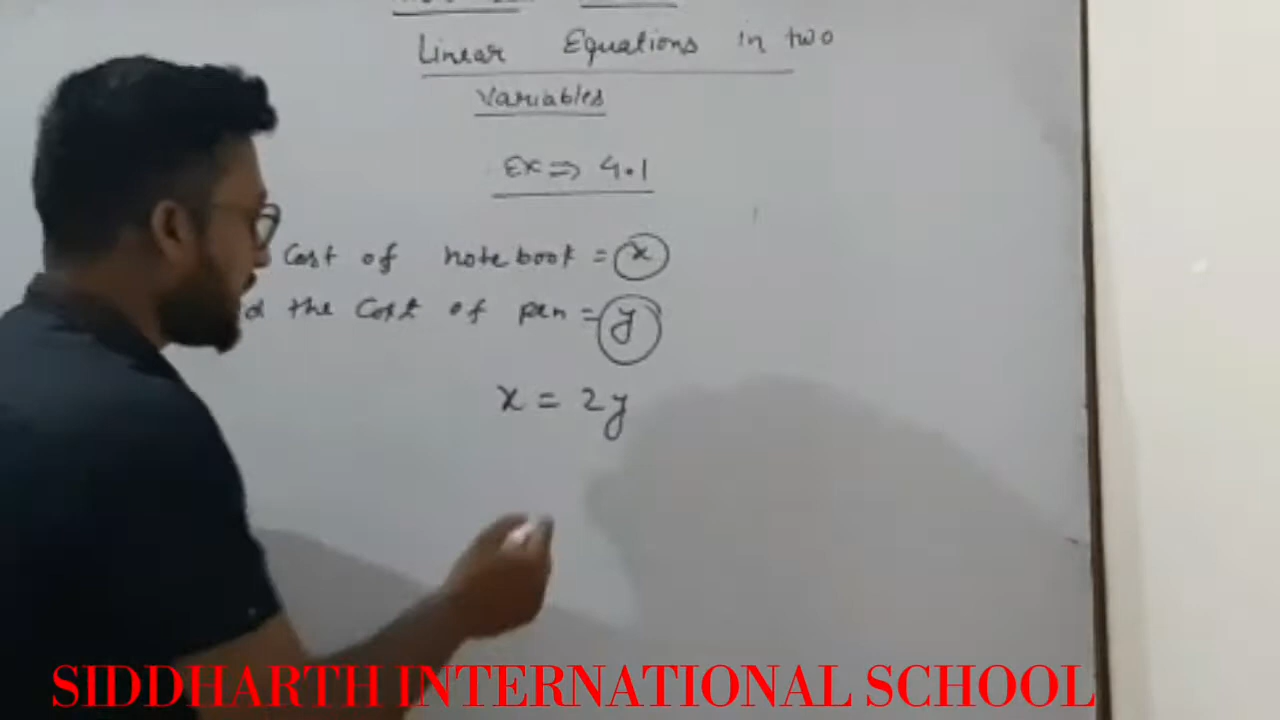 Linear Equations in two
Variables
Ex ⇒ 4.1
Cost of notebook = x
the Cost of pen = y
x = 2y
SIDDHARTH INTERNATIONAL SCHOOL